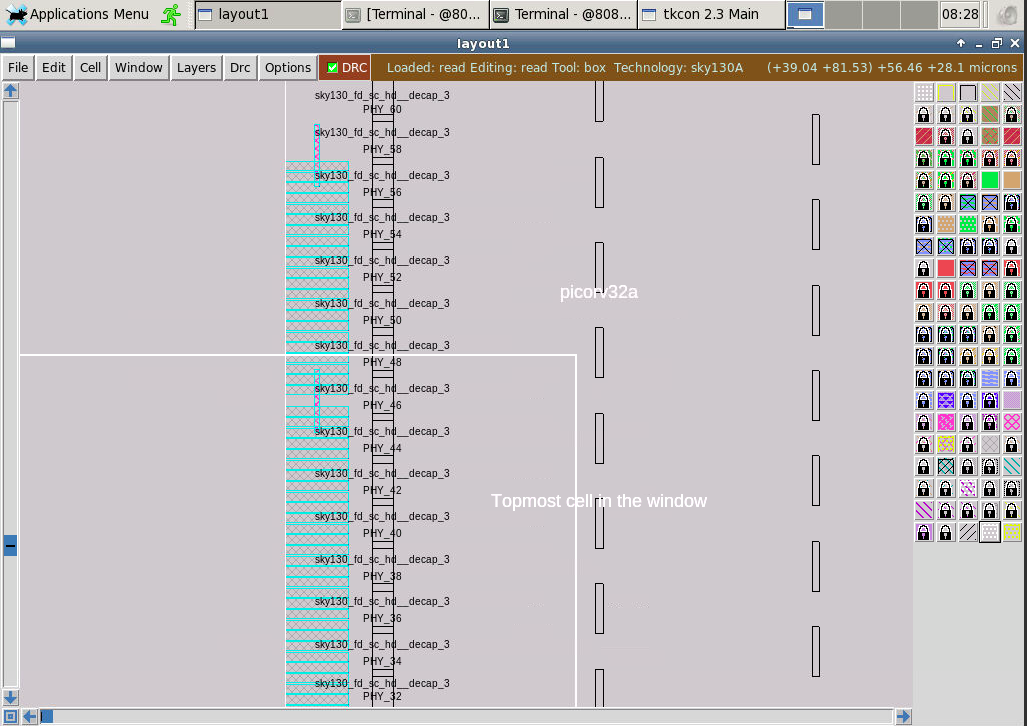 Applications Menu layout1 [Terminal - @80... Terminal - @808... tkcon 2.3 Main 08:28
layout1
File Edit Cell Window Layers Drc Options DRC Loaded: read Editing: read Tool: box Technology: sky130A (+39.04 +81.53) +56.46 +28.1 microns
sky130_fd_sc_hd__decap_3
PHY_60
sky130_fd_sc_hd__decap_3
PHY_58
sky130_fd_sc_hd__decap_3
PHY_56
sky130_fd_sc_hd__decap_3
PHY_54
sky130_fd_sc_hd__decap_3
PHY_52
picorv32a
sky130_fd_sc_hd__decap_3
PHY_50
sky130_fd_sc_hd__decap_3
PHY_48
sky130_fd_sc_hd__decap_3
PHY_46
sky130_fd_sc_hd__decap_3
PHY_44
sky130_fd_sc_hd__decap_3
PHY_42
Topmost cell in the window
sky130_fd_sc_hd__decap_3
PHY_40
sky130_fd_sc_hd__decap_3
PHY_38
sky130_fd_sc_hd__decap_3
PHY_36
sky130_fd_sc_hd__decap_3
PHY_34
sky130_fd_sc_hd__decap_3
PHY_32